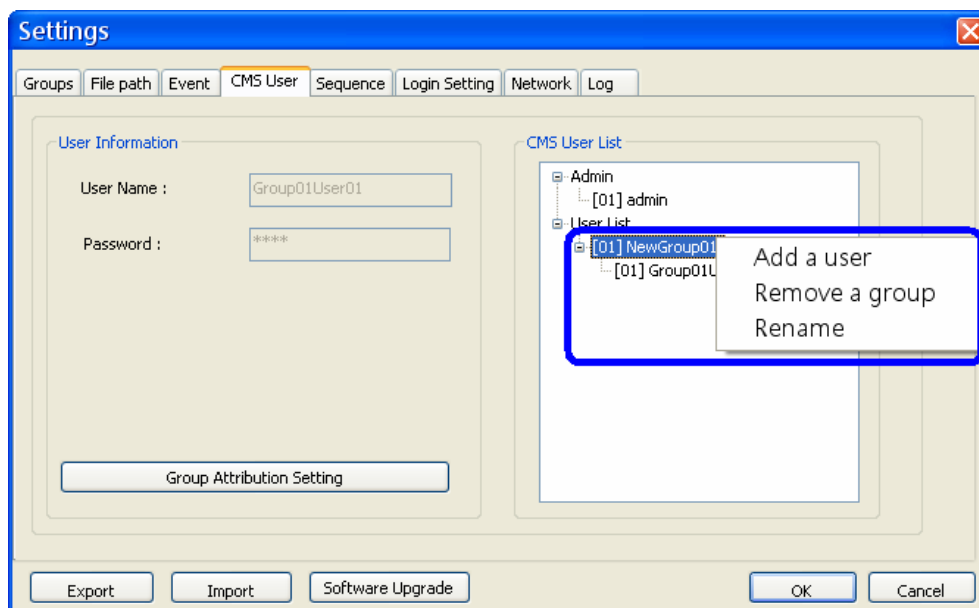 Settings
Groups File path Event CMS User Sequence Login Setting Network Log
User Information
User Name :
Group01User01
Password :
****
Group Attribution Setting
CMS User List
Admin
[01] admin
User List
[01] NewGroup01
[01] Group01U
Add a user
Remove a group
Rename
Export Import Software Upgrade OK Cancel